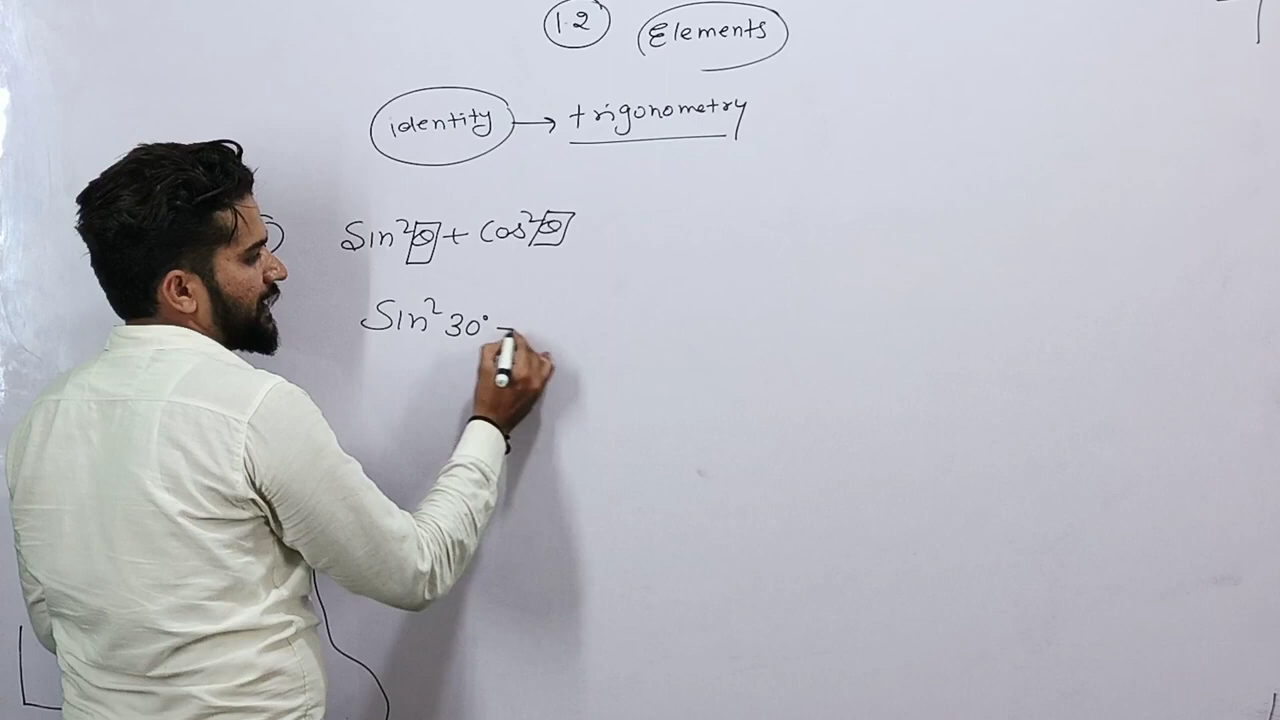 1.2 Elements
identity → trigonometry
Sin²θ + Cos²θ
Sin² 30° -